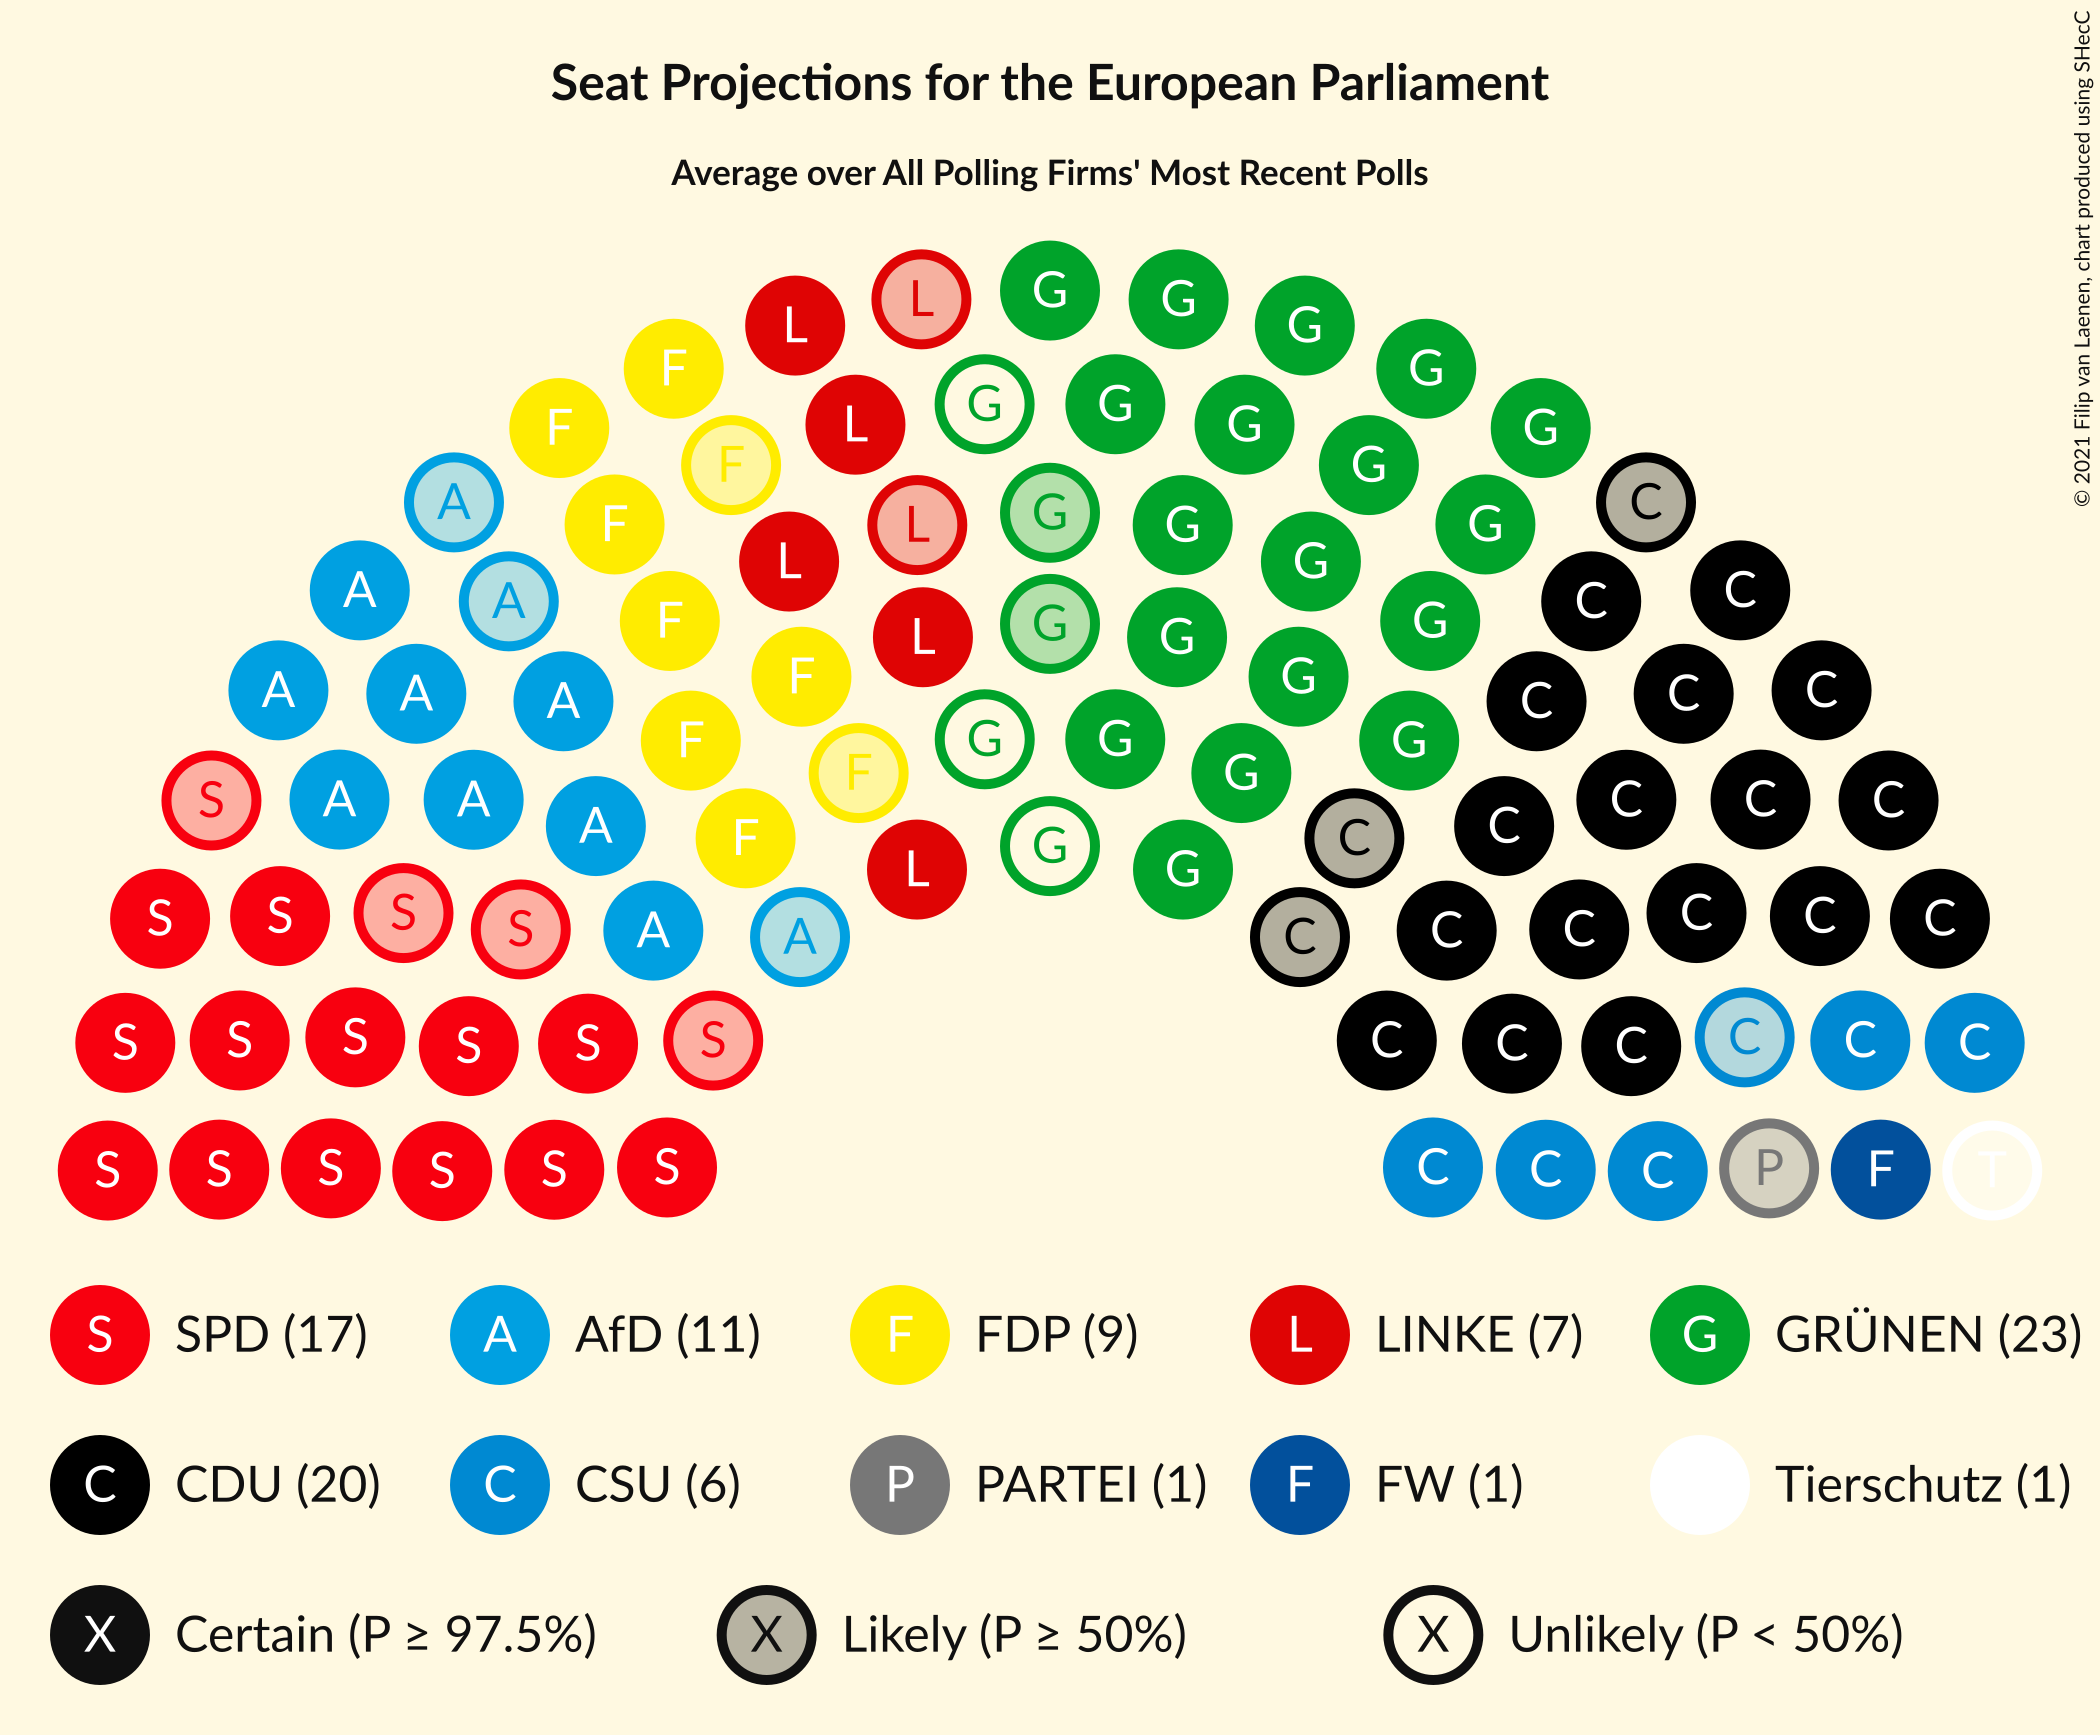 Seat Projections for the European Parliament
Average over All Polling Firms' Most Recent Polls
© 2021 Filip van Laenen, chart produced using SHecC
L G G G
L G
F G
L G G G
F G
F G G
A L G C
F G G
L G G
A A C C
F G G
L G
A A A F G C C C
F G
F G G G
S A A F G C C C C
A C
F C
L G G
S S S S A A C C C C C C
S S S S S S C C C C C C
S S S S S S C C C P F T
S SPD (17) A AfD (11) F FDP (9) L LINKE (7) G GRÜNEN (23)
C CDU (20) C CSU (6) P PARTEI (1) F FW (1) Tierschutz (1)
X Certain (P ≥ 97.5%) X Likely (P ≥ 50%) X Unlikely (P < 50%)